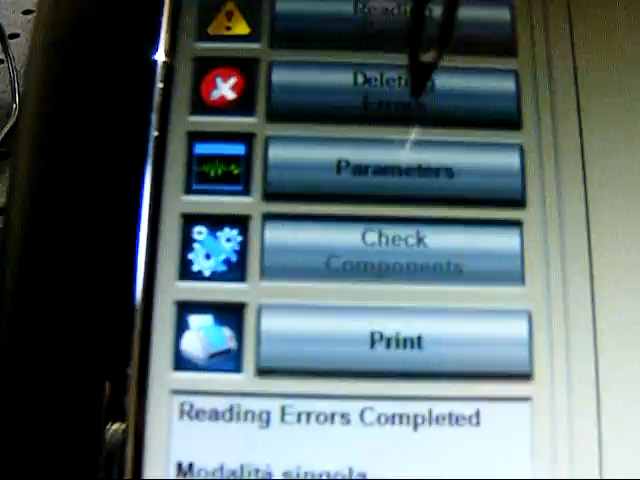 Reading
Deleting
Errors
Parameters
Check
Components
Print
Reading Errors Completed
Modalità singola